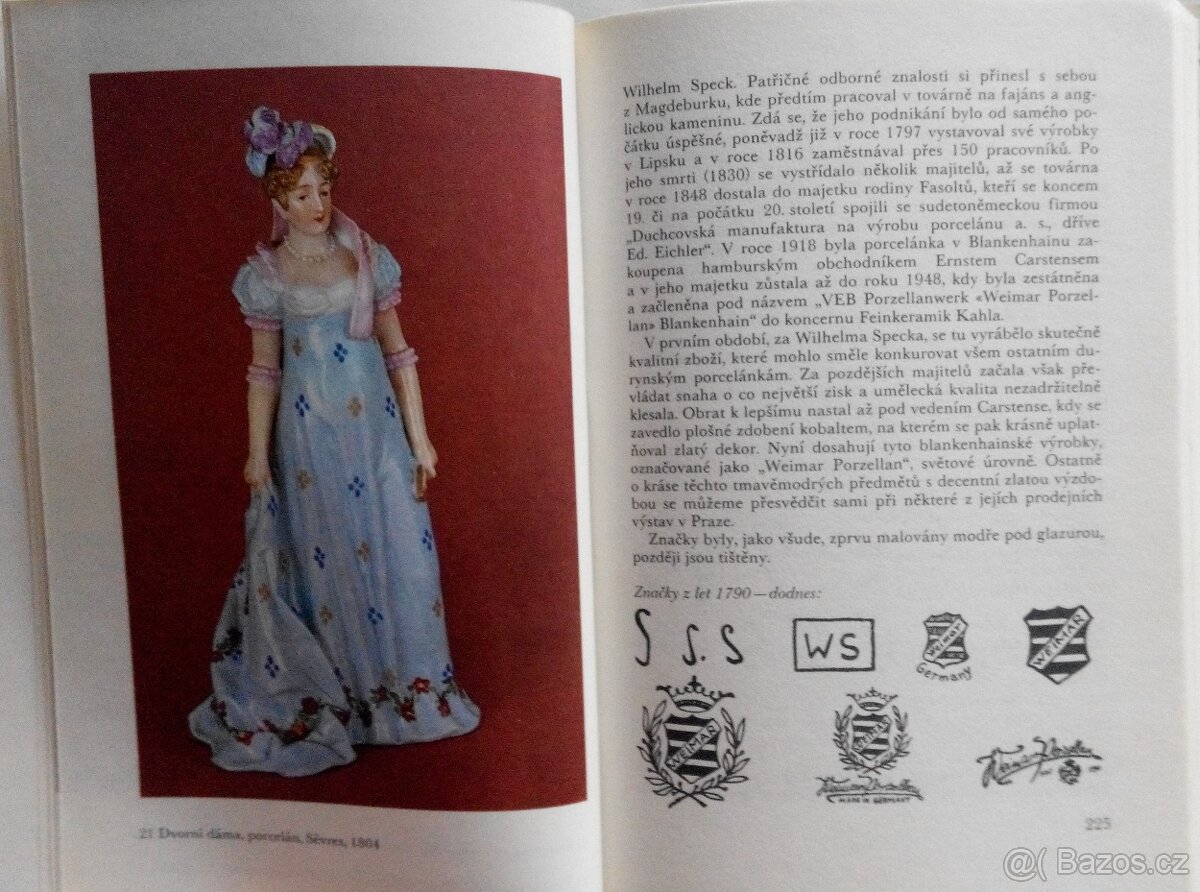 21 Dvorní dáma, porcelán, Sèvres, 1804
Wilhelm Speck. Patřičné odborné znalosti si přinesl s sebou
z Magdeburku, kde předtím pracoval v továrně na fajáns a ang-
lickou kameninu. Zdá se, že jeho podnikání bylo od samého po-
čátku úspěšné, poněvadž již v roce 1797 vystavoval své výrobky
v Lipsku a v roce 1816 zaměstnával přes 150 pracovníků. Po
jeho smrti (1830) se vystřídalo několik majitelů, až se továrna
v roce 1848 dostala do majetku rodiny Fasoltů, kteří se koncem
19. či na počátku 20. století spojili se sudetoněmeckou firmou
„Duchcovská manufaktura na výrobu porcelánu a. s., dříve
Ed. Eichler“. V roce 1918 byla porcelánka v Blankenhainu za-
koupena hamburským obchodníkem Ernstem Carstensem
a v jeho majetku zůstala až do roku 1948, kdy byla zestátněna
a začleněna pod názvem „VEB Porzellanwerk «Weimar Porzel-
lan» Blankenhain“ do koncernu Feinkeramik Kahla.
V prvním období, za Wilhelma Specka, se tu vyrábělo skutečně
kvalitní zboží, které mohlo směle konkurovat všem ostatním du-
rynským porcelánkám. Za pozdějších majitelů začala však pře-
vládat snaha o co největší zisk a umělecká kvalita nezadržitelně
klesala. Obrat k lepšímu nastal až pod vedením Carstense, kdy se
zavedlo plošné zdobení kobaltem, na kterém se pak krásně uplat-
ňoval zlatý dekor. Nyní dosahují tyto blankenhainské výrobky,
označované jako „Weimar Porzellan“, světové úrovně. Ostatně
o kráse těchto tmavěmodrých předmětů s decentní zlatou výzdo-
bou se můžeme přesvědčit sami při některé z jejích prodejních
výstav v Praze.
Značky byly, jako všude, zprvu malovány modře pod glazurou,
později jsou tištěny.
Značky z let 1790—dodnes:
S S. S
WS
Weimar
Germany
WEIMAR
WEIMAR
WEIMAR
Weimar Porzellan
MADE IN GERMANY
Weimar Porzellan
225
@( Bazos.cz